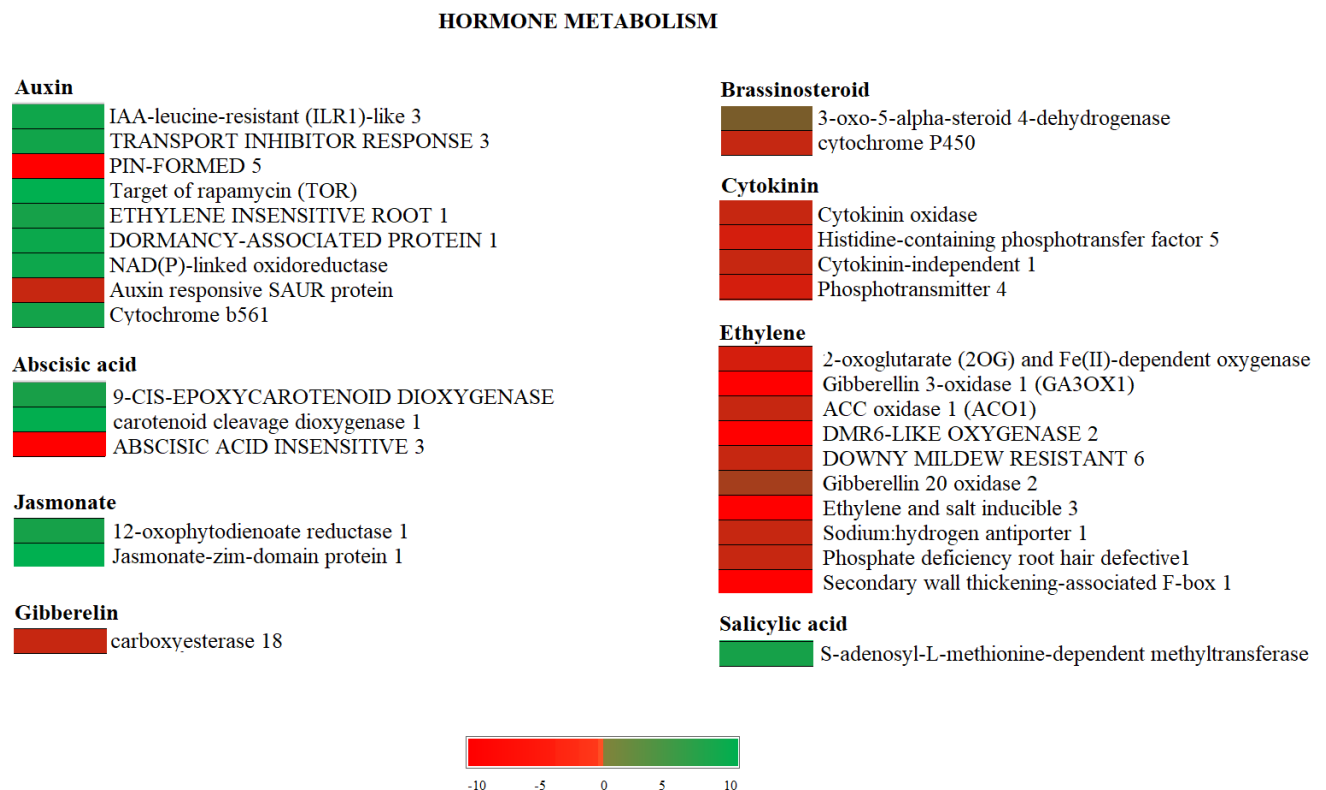 HORMONE METABOLISM
Auxin
IAA-leucine-resistant (ILR1)-like 3
TRANSPORT INHIBITOR RESPONSE 3
PIN-FORMED 5
Target of rapamycin (TOR)
ETHYLENE INSENSITIVE ROOT 1
DORMANCY-ASSOCIATED PROTEIN 1
NAD(P)-linked oxidoreductase
Auxin responsive SAUR protein
Cytochrome b561
Abscisic acid
9-CIS-EPOXYCAROTENOID DIOXYGENASE
carotenoid cleavage dioxygenase 1
ABSCISIC ACID INSENSITIVE 3
Jasmonate
12-oxophytodienoate reductase 1
Jasmonate-zim-domain protein 1
Gibberelin
carboxyesterase 18
Brassinosteroid
3-oxo-5-alpha-steroid 4-dehydrogenase
cytochrome P450
Cytokinin
Cytokinin oxidase
Histidine-containing phosphotransfer factor 5
Cytokinin-independent 1
Phosphotransmitter 4
Ethylene
2-oxoglutarate (2OG) and Fe(II)-dependent oxygenase
Gibberellin 3-oxidase 1 (GA3OX1)
ACC oxidase 1 (ACO1)
DMR6-LIKE OXYGENASE 2
DOWNY MILDEW RESISTANT 6
Gibberellin 20 oxidase 2
Ethylene and salt inducible 3
Sodium:hydrogen antiporter 1
Phosphate deficiency root hair defective1
Secondary wall thickening-associated F-box 1
Salicylic acid
S-adenosyl-L-methionine-dependent methyltransferase
-10 -5 0 5 10